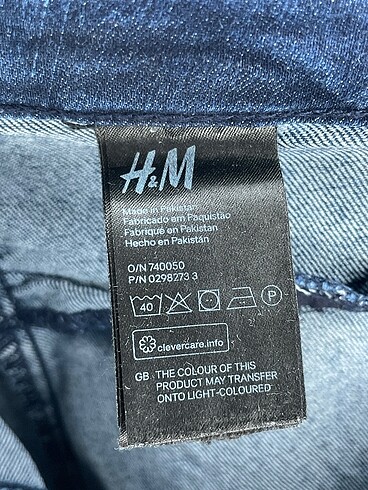 H&M
Made in Pakistan
Fabricado em Paquistão
Fabriqué en Pakistan
Hecho en Pakistán
O/N 740050
P/N 0298273 3
40 P
clevercare.info
GB THE COLOUR OF THIS
PRODUCT MAY TRANSFER
ONTO LIGHT-COLOURED